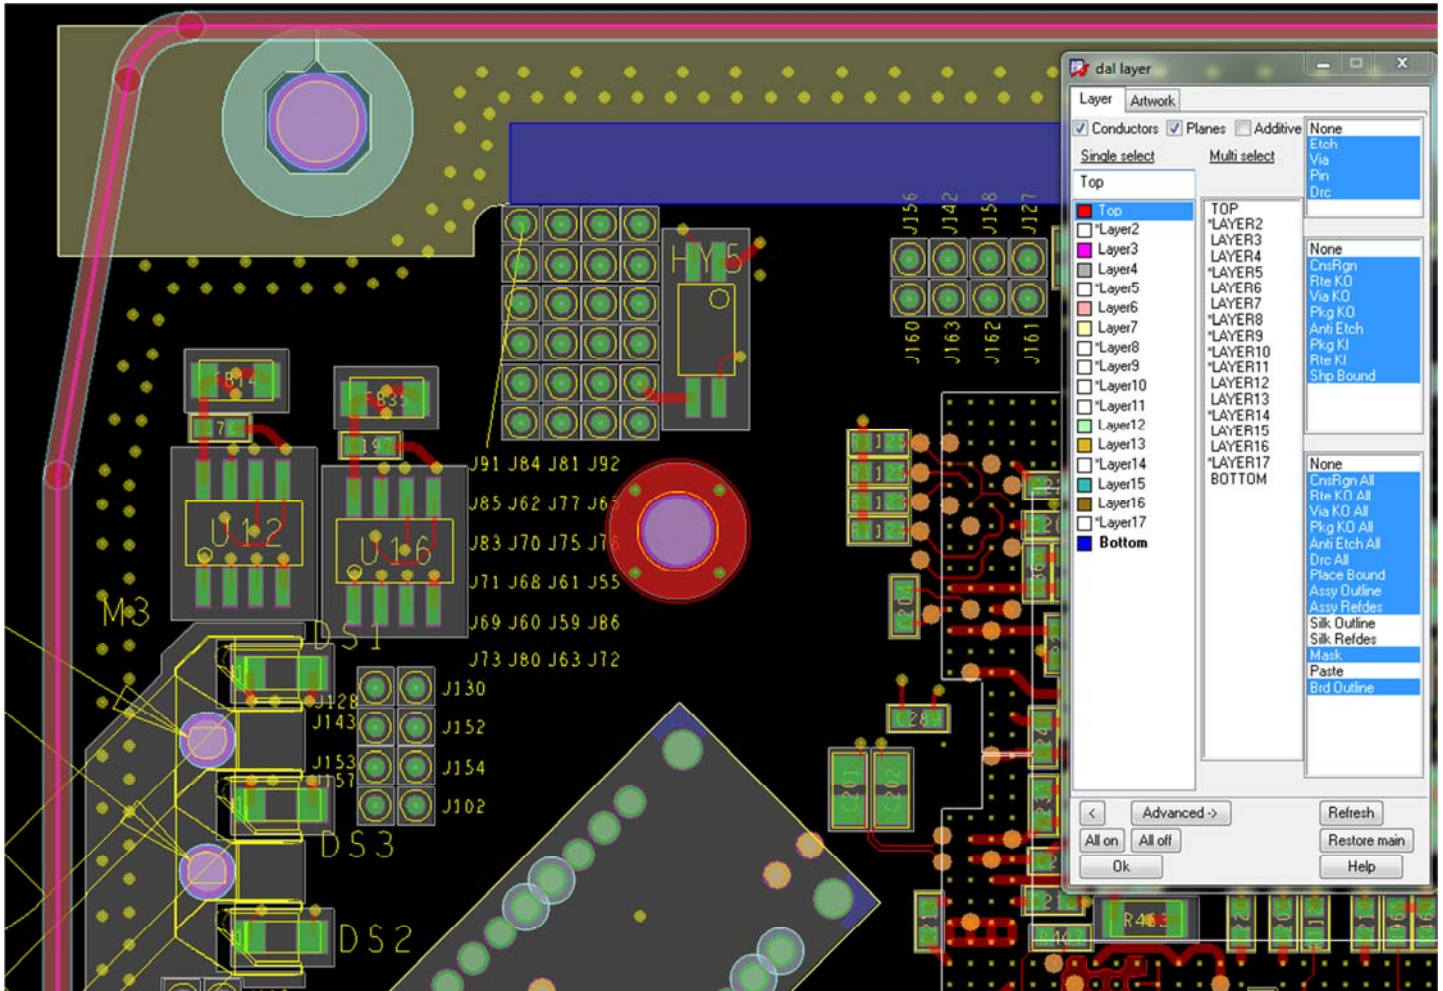 dal layer
Layer Artwork
Conductors Planes Additive
Single select Multi select
Top
Top
*Layer2
Layer3
Layer4
*Layer5
Layer6
Layer7
*Layer8
*Layer9
*Layer10
*Layer11
Layer12
Layer13
*Layer14
Layer15
Layer16
*Layer17
Bottom
TOP
*LAYER2
LAYER3
LAYER4
*LAYER5
LAYER6
LAYER7
*LAYER8
*LAYER9
*LAYER10
*LAYER11
LAYER12
LAYER13
*LAYER14
LAYER15
LAYER16
*LAYER17
BOTTOM
None
Etch
Via
Pin
Drc
None
CnsRgn
Rte KO
Via KO
Pkg KO
Anti Etch
Pkg KI
Rte KI
Shp Bound
None
CnsRgn All
Rte KO All
Via KO All
Pkg KO All
Anti Etch All
Drc All
Place Bound
Assy Outline
Assy Refdes
Silk Outline
Silk Refdes
Mask
Paste
Brd Outline
< Advanced -> Refresh
All on All off Restore main
Ok Help
J156 J142 J158 J127
HY5
J160 J163 J162 J161
J91 J84 J81 J92
J85 J62 J77
J83 J70 J75
J71 J68 J61 J55
J69 J60 J59 J86
J73 J80 J63 J72
U12 U16
M3
DS1
J128 J130
J143 J152
J153 J154
J157
J102
DS3
DS2
C204
C289
C201 C202
R463